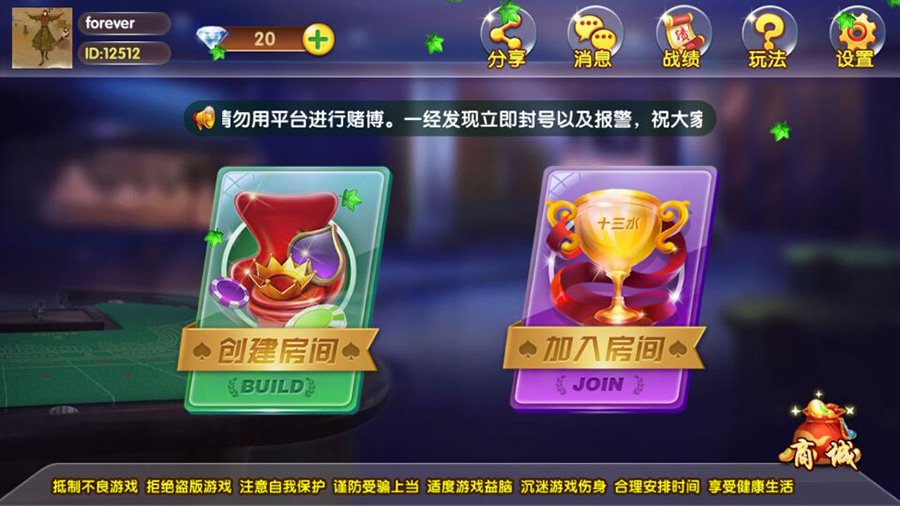 forever
ID:12512
20
分享
消息
战绩
玩法
设置
请勿用平台进行赌博。一经发现立即封号以及报警，祝大家
十三水
创建房间
BUILD
加入房间
JOIN
商城
抵制不良游戏 拒绝盗版游戏 注意自我保护 谨防受骗上当 适度游戏益脑 沉迷游戏伤身 合理安排时间 享受健康生活